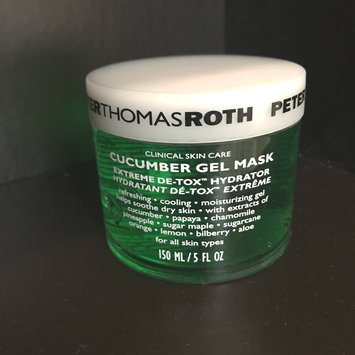 ERTHOMASROTH PETER
CLINICAL SKIN CARE
CUCUMBER GEL MASK
EXTREME DE-TOX™ HYDRATOR
HYDRATANT DÉ-TOX™ EXTRÊME
refreshing • cooling • moisturizing gel
helps soothe dry skin • with extracts of
cucumber • papaya • chamomile
pineapple • sugar maple • sugarcane
orange • lemon • bilberry • aloe
for all skin types
150 ML/5 FL OZ